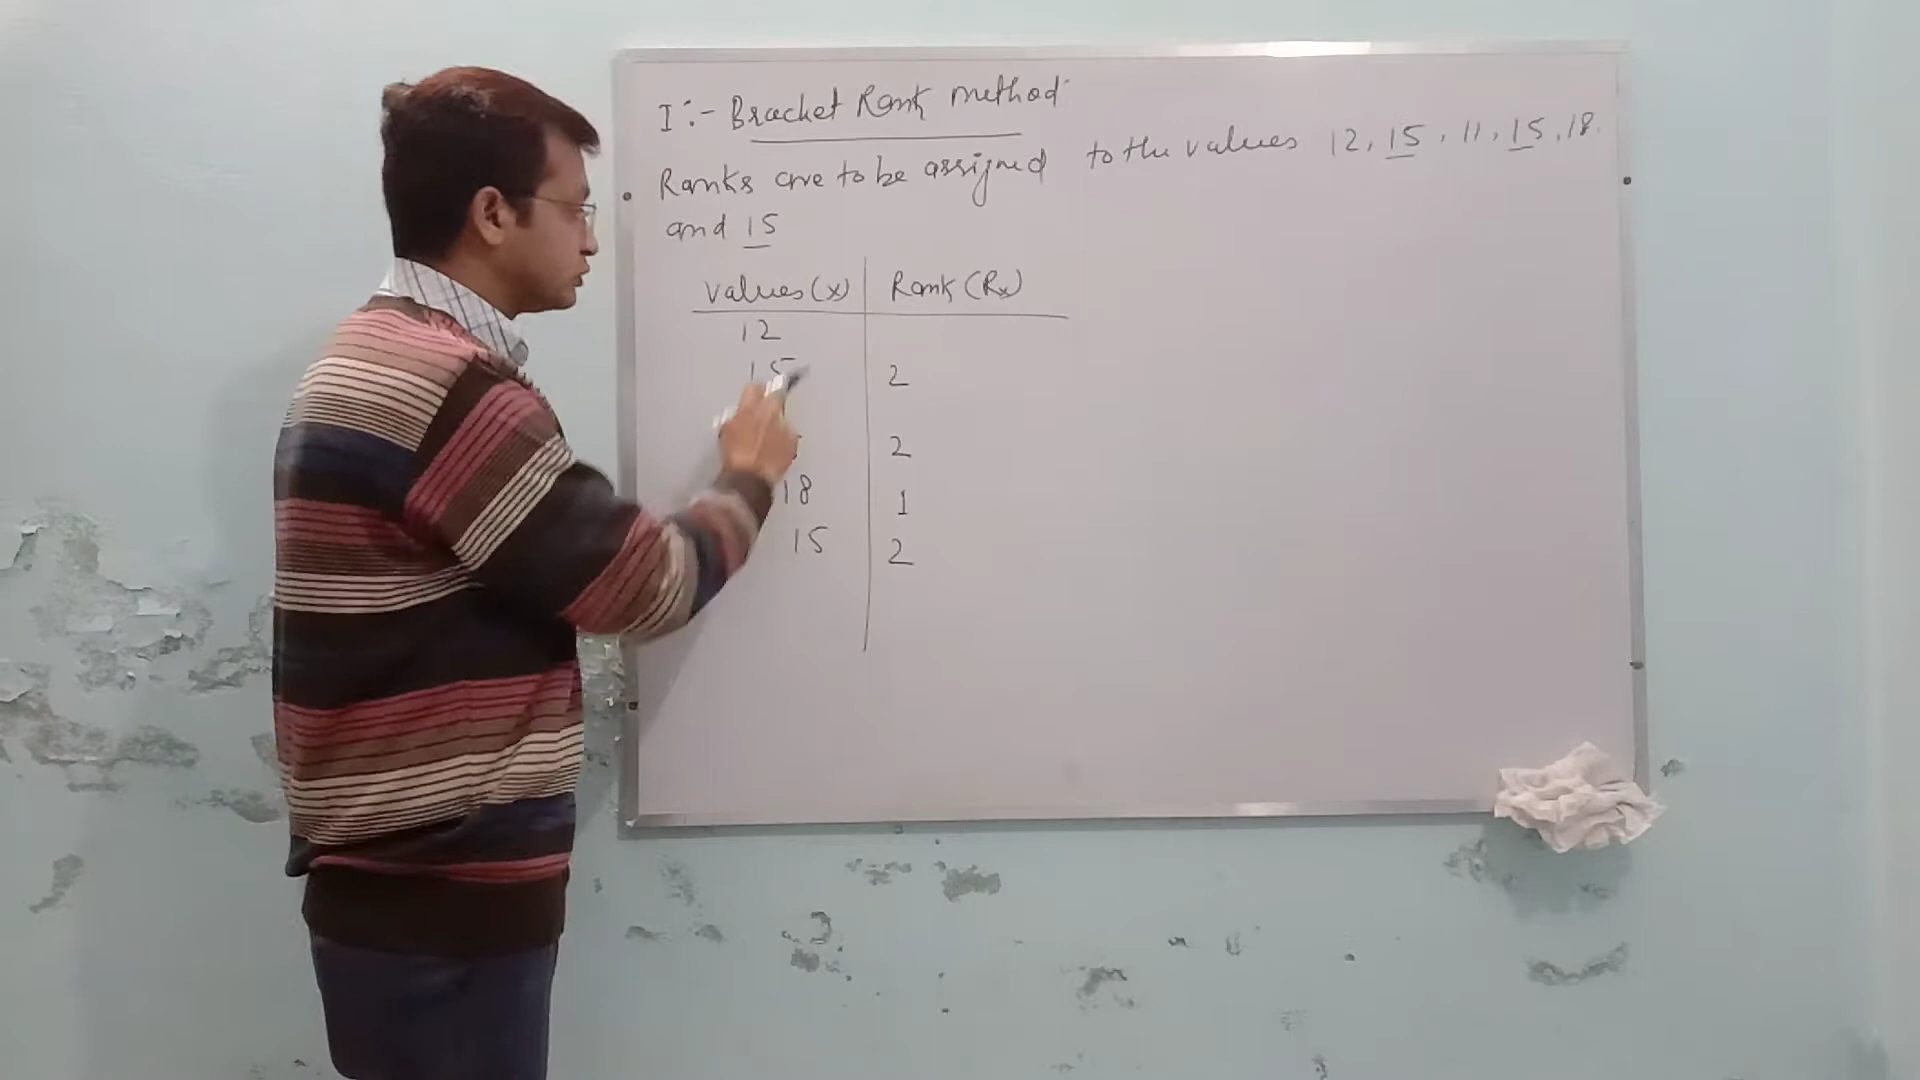 I :- Bracket Rank method
Ranks are to be assigned to the values 12, 15, 11, 15, 18.
and 15
Values (x) Rank (Rx)
12
15 2
2
18 1
15 2